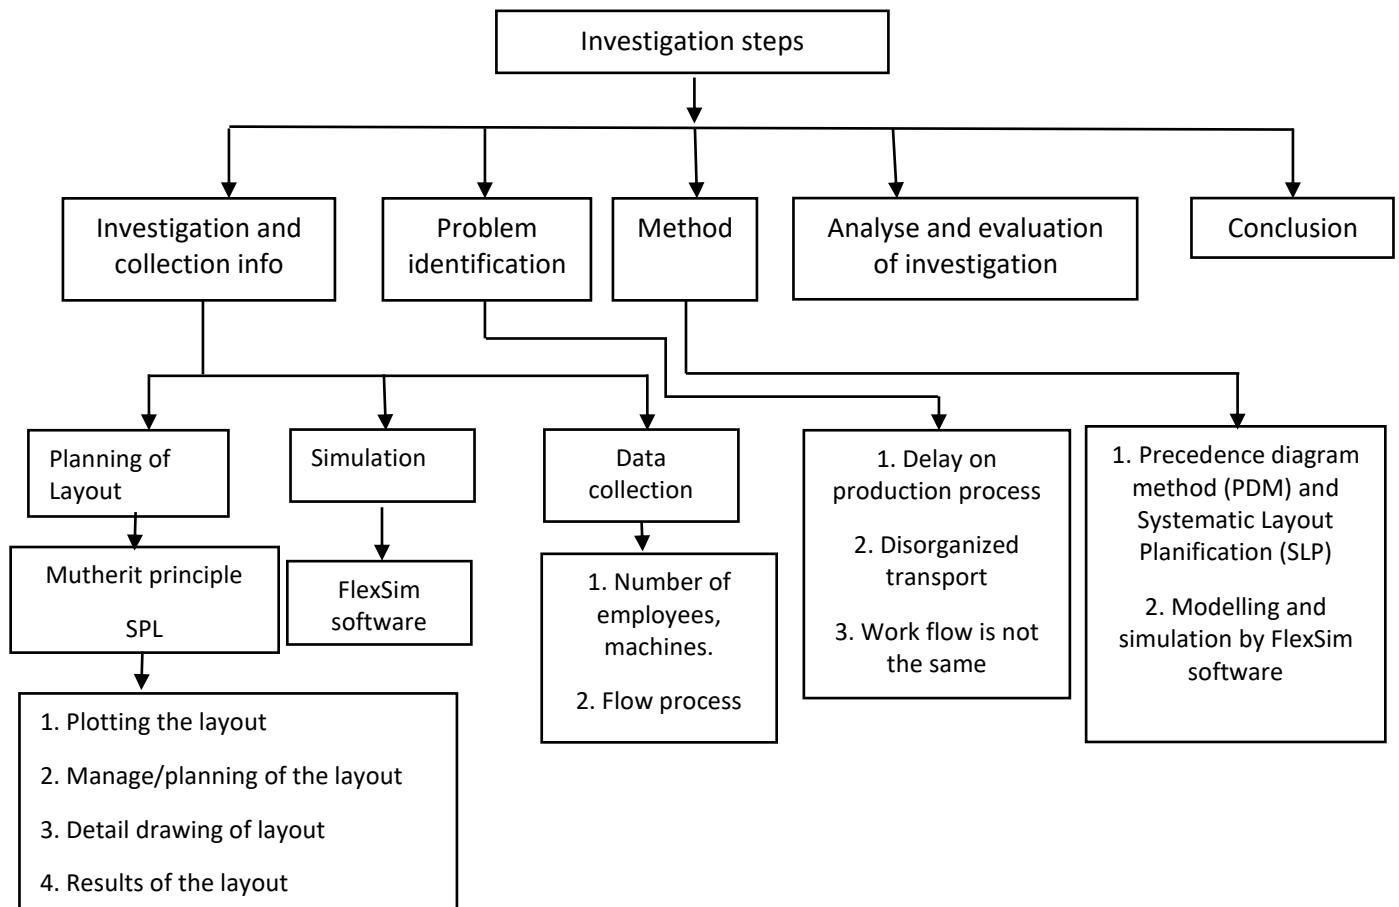 Investigation steps
Investigation and
collection info
Problem
identification
Method
Analyse and evaluation
of investigation
Conclusion
Planning of
Layout
Simulation
Data
collection
1. Delay on
production process
2. Disorganized
transport
3. Work flow is not
the same
1. Precedence diagram
method (PDM) and
Systematic Layout
Planification (SLP)
2. Modelling and
simulation by FlexSim
software
Mutherit principle
SPL
FlexSim
software
1. Number of
employees,
machines.
2. Flow process
1. Plotting the layout
2. Manage/planning of the layout
3. Detail drawing of layout
4. Results of the layout